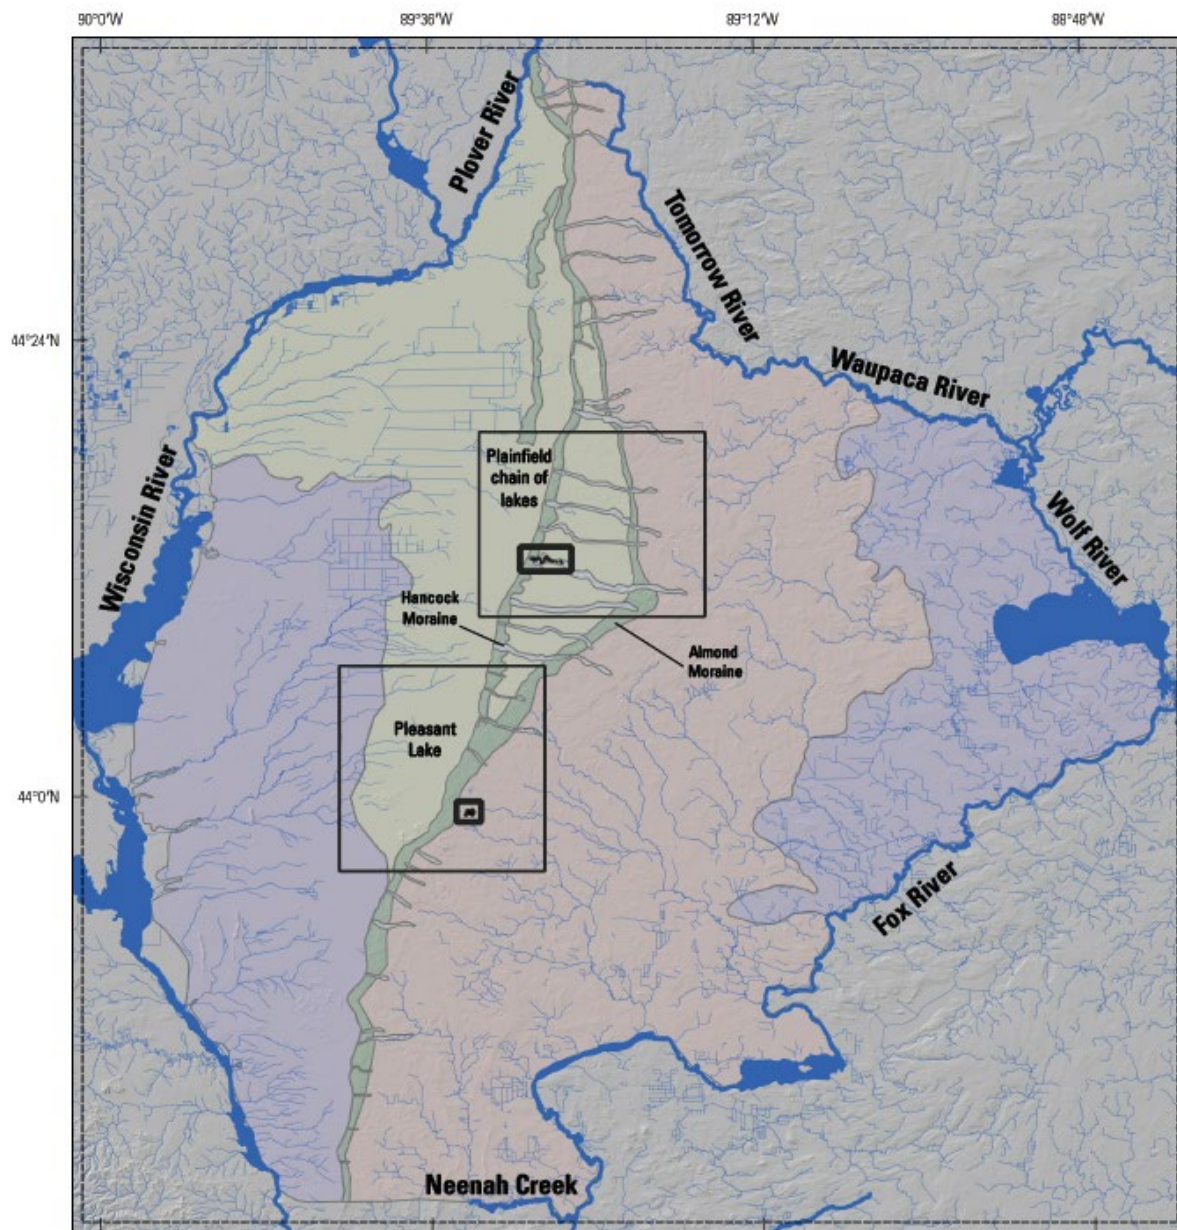 90°0'W
89°36'W
89°12'W
88°48'W
Plover River
Tomorrow River
44°24'N
Waupaca River
Plainfield
chain of
lakes
Wisconsin River
Wolf River
Hancock
Moraine
Almond
Moraine
Pleasant
Lake
44°0'N
Fox River
Neenah Creek